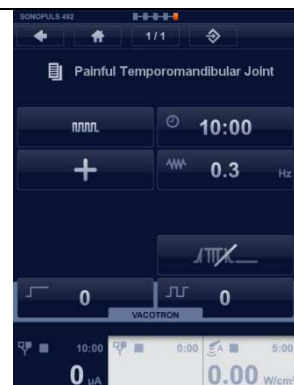 SONOPULS 492
1/1
Painful Temporomandibular Joint
10:00
0.3 Hz
0 0
VACOTRON
10:00 0:00 A 5:00
0 µA 0.00 W/cm²